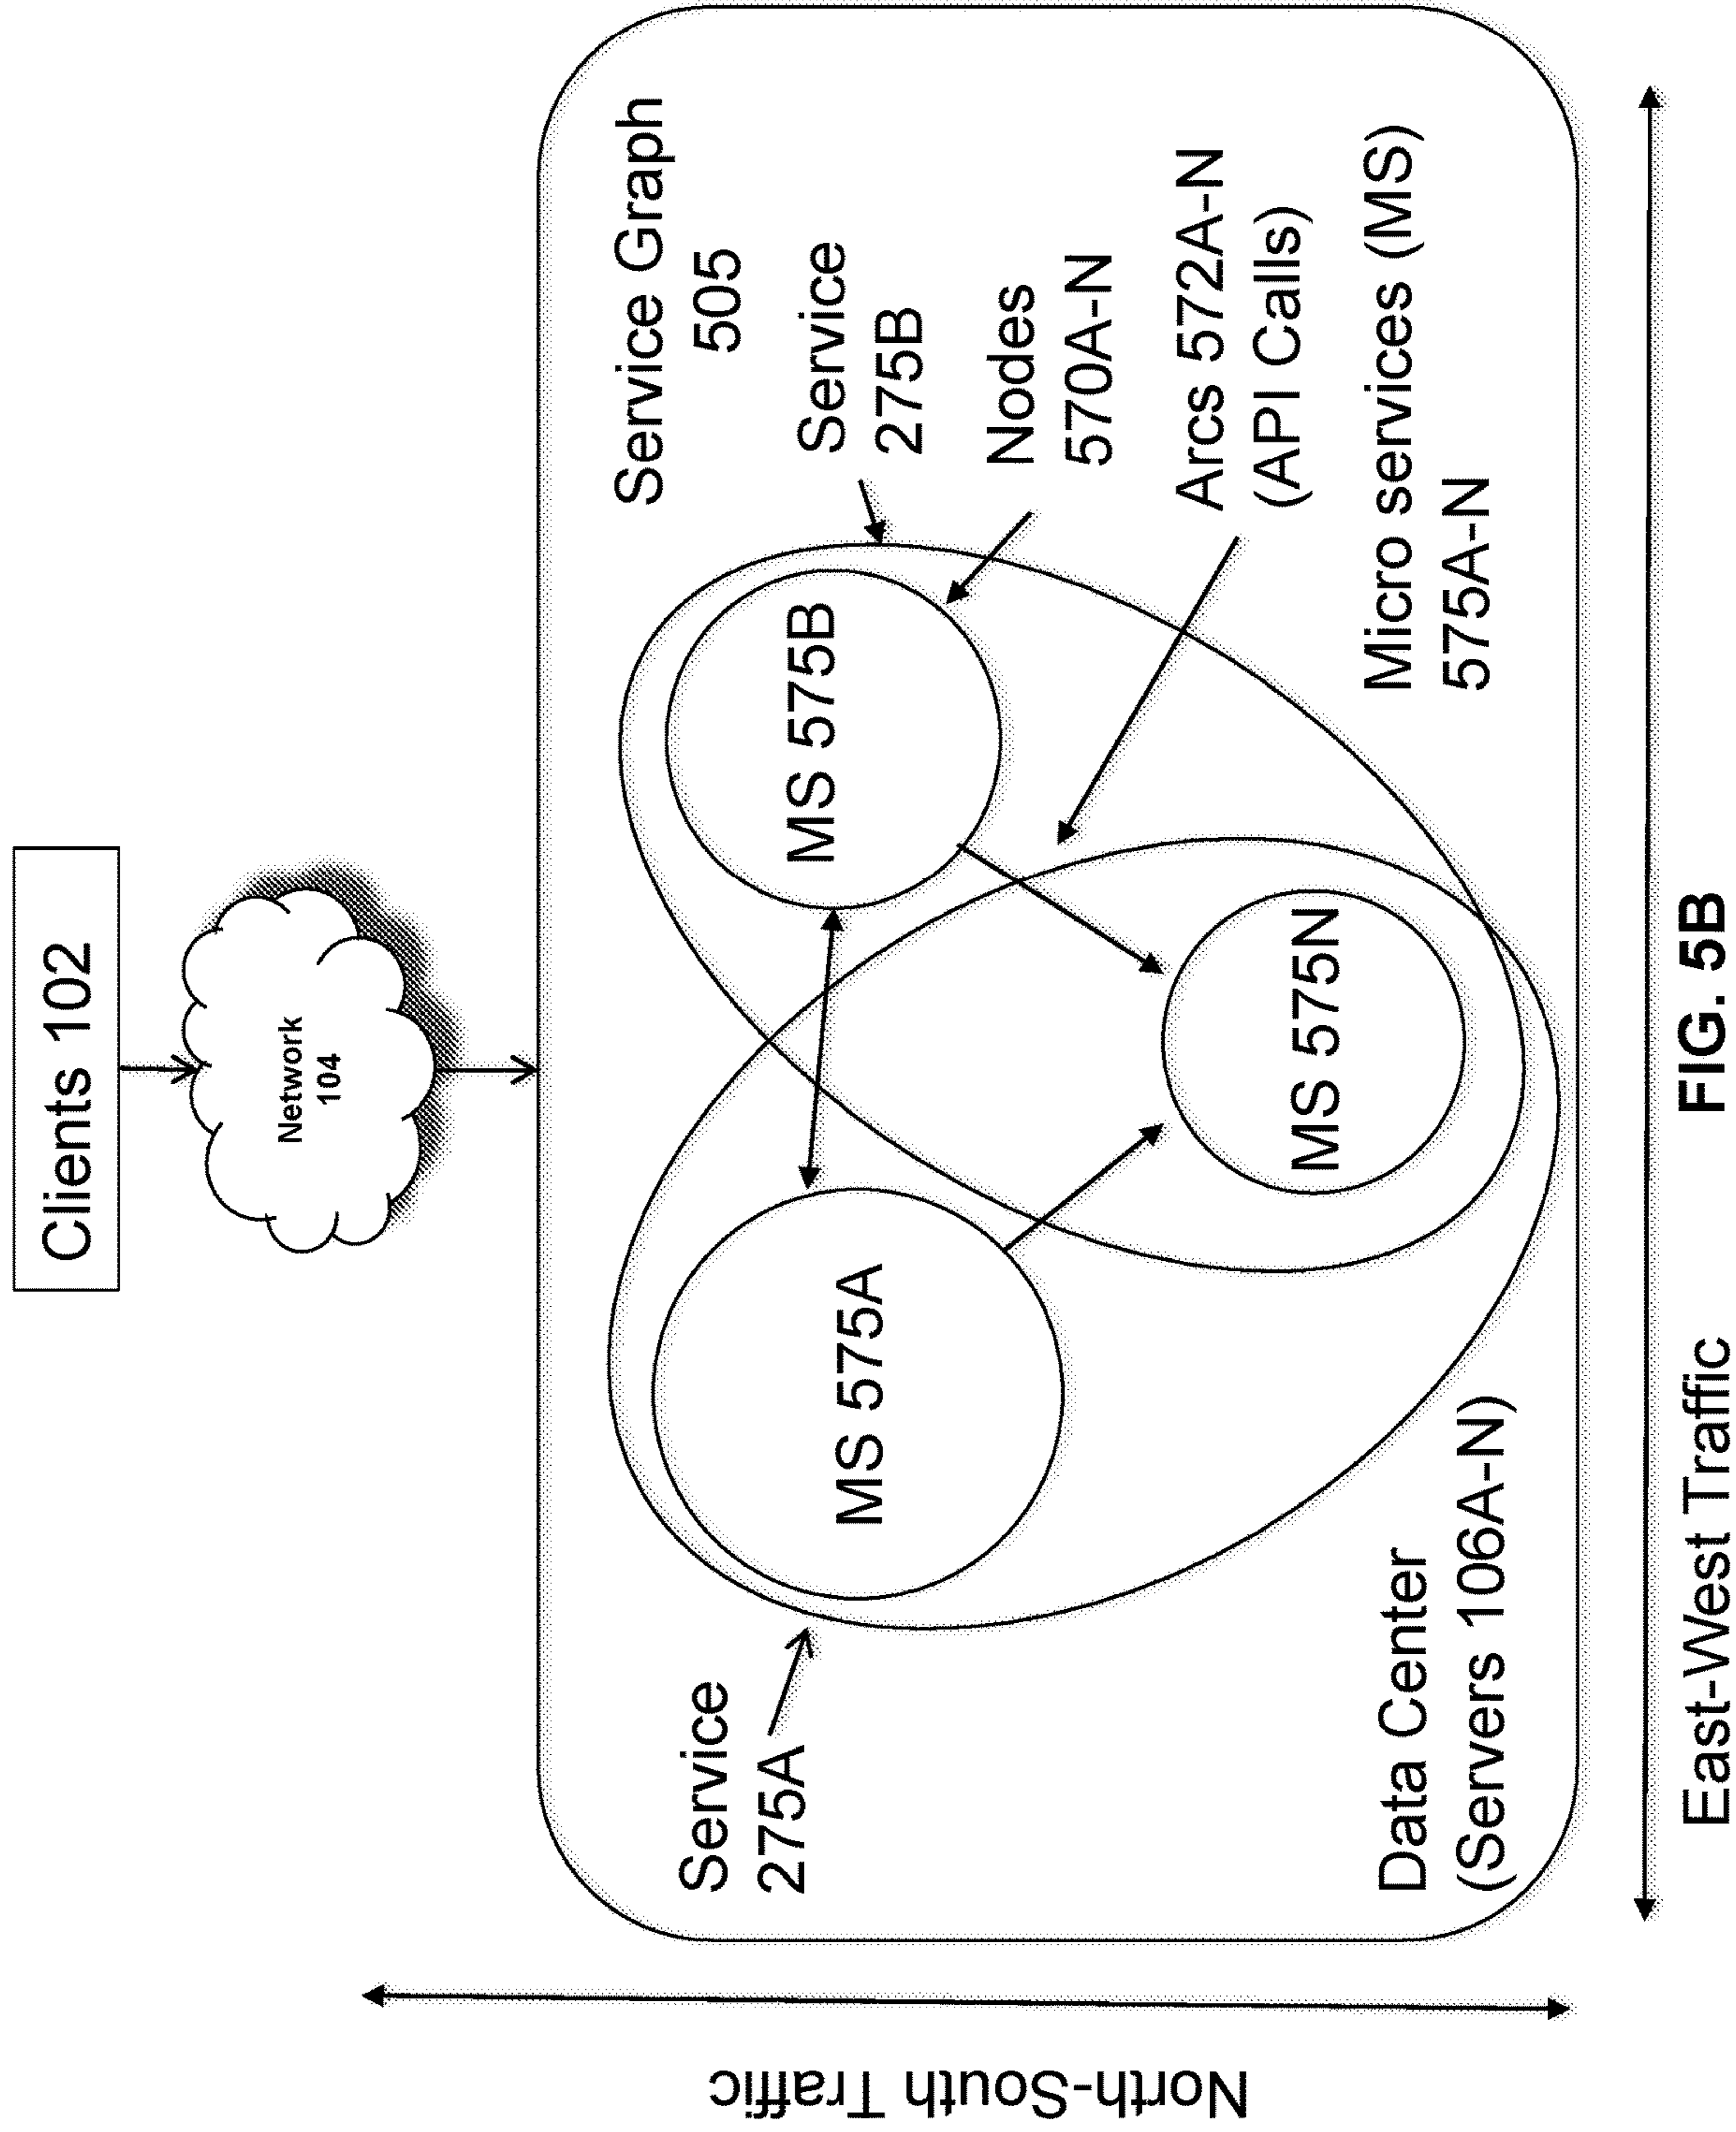 Clients 102
Network
104
Service Graph
505
Service
275A
Service
275B
MS 575A
MS 575B
Nodes
570A-N
MS 575N
Arcs 572A-N
(API Calls)
Micro services (MS)
575A-N
Data Center
(Servers 106A-N)
North-South Traffic
East-West Traffic
FIG. 5B